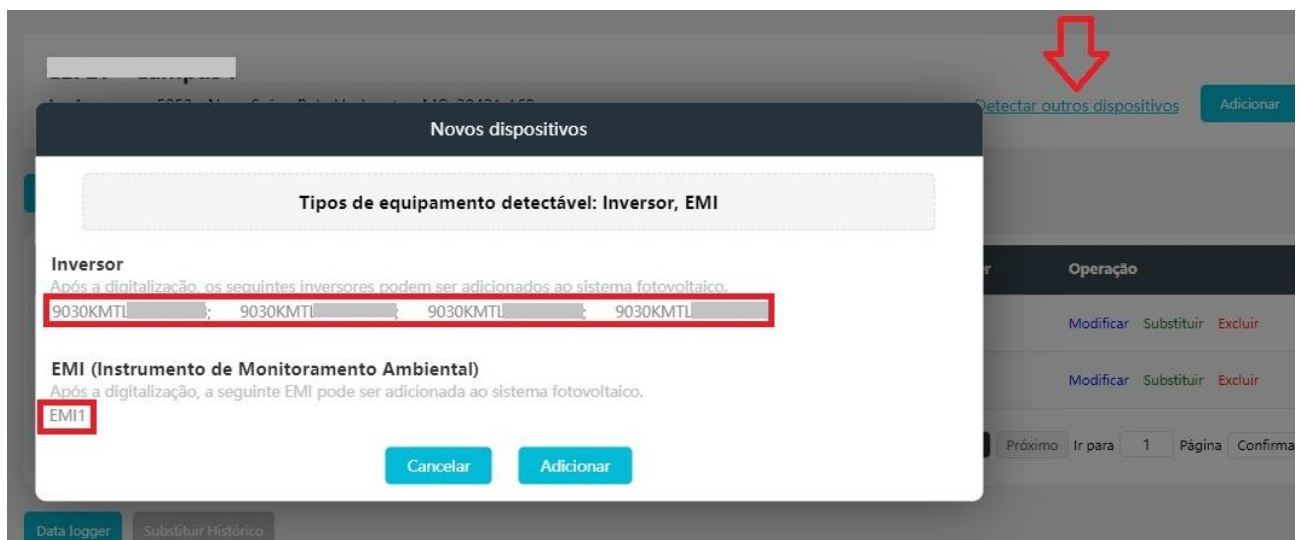 Detectar outros dispositivos
Adicionar
Novos dispositivos
Tipos de equipamento detectável: Inversor, EMI
Inversor
Após a digitalização, os seguintes inversores podem ser adicionados ao sistema fotovoltaico.
9030KMTL ; 9030KMTL ; 9030KMTL ; 9030KMTL
EMI (Instrumento de Monitoramento Ambiental)
Após a digitalização, a seguinte EMI pode ser adicionada ao sistema fotovoltaico.
EMI1
Cancelar
Adicionar
Operação
Modificar Substituir Excluir
Modificar Substituir Excluir
Próximo Ir para 1 Página Confirma
Data logger
Substituir Histórico